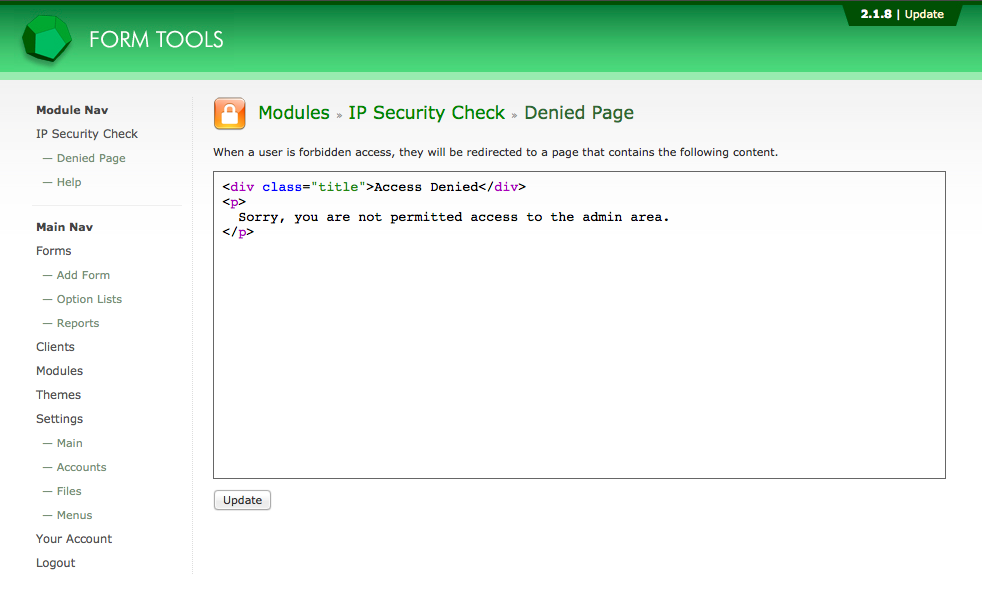 2.1.8 | Update
FORM TOOLS
Module Nav
IP Security Check
— Denied Page
— Help
Main Nav
Forms
— Add Form
— Option Lists
— Reports
Clients
Modules
Themes
Settings
— Main
— Accounts
— Files
— Menus
Your Account
Logout
Modules » IP Security Check » Denied Page
When a user is forbidden access, they will be redirected to a page that contains the following content.
<div class="title">Access Denied</div>
<p>
  Sorry, you are not permitted access to the admin area.
</p>
Update